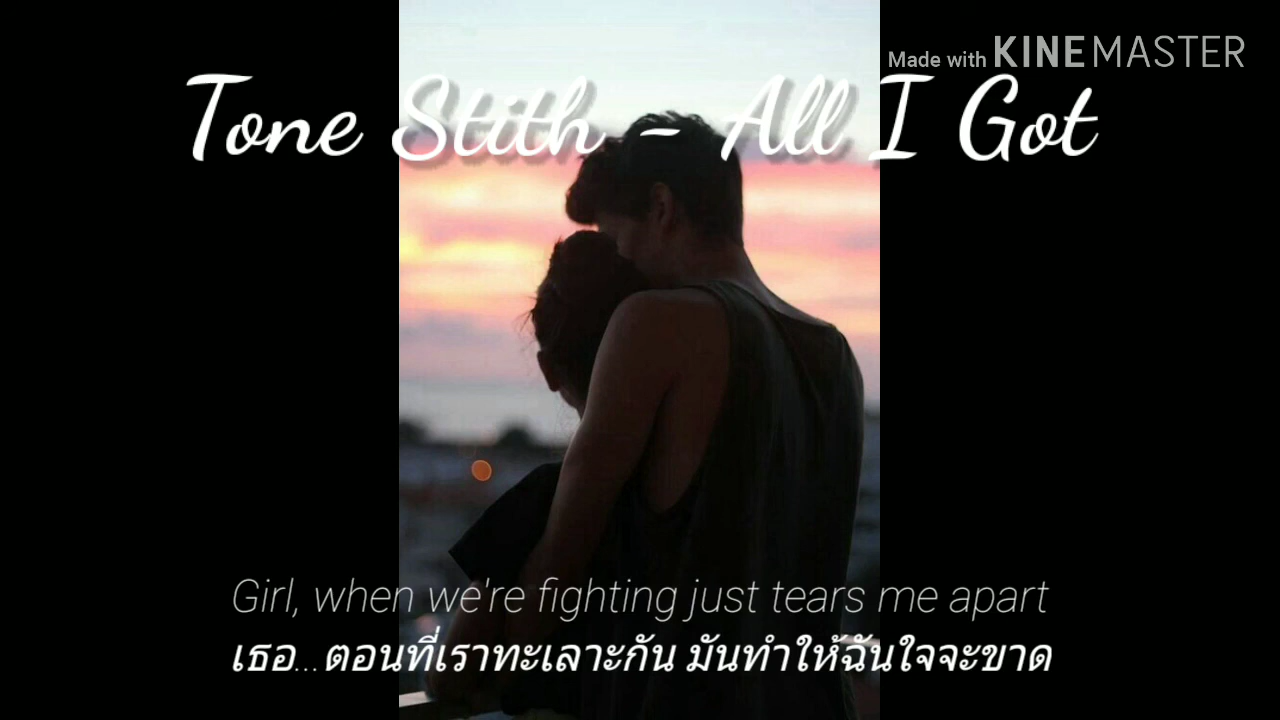 Made with KINEMASTER
Tone Stith - All I Got
Girl, when we're fighting just tears me apart
เธอ...ตอนที่เราทะเลาะกัน มันทำให้ฉันใจจะขาด